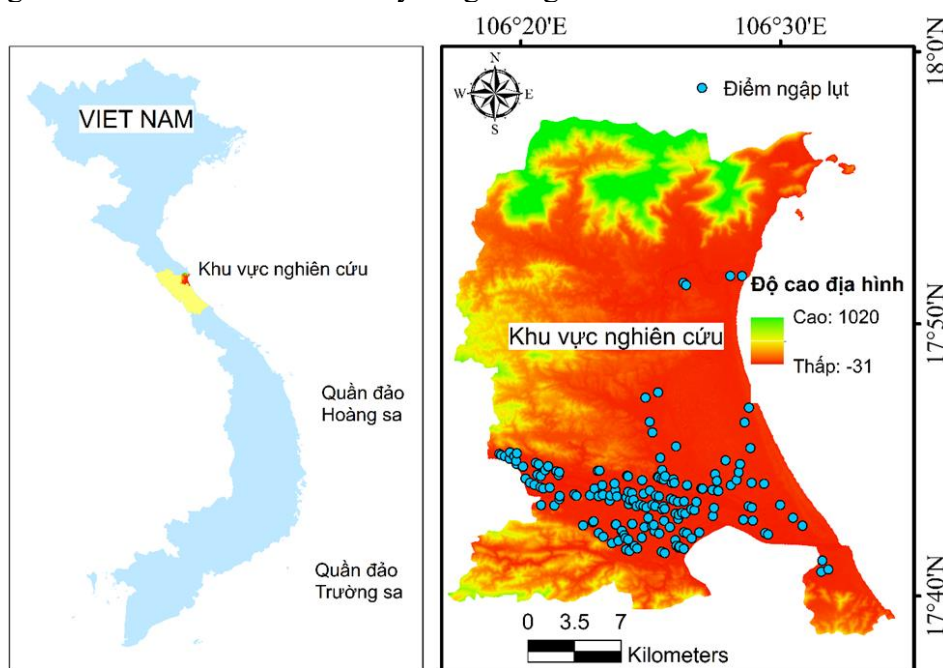 VIET NAM
Khu vực nghiên cứu
Quần đảo
Hoàng sa
Quần đảo
Trường sa
106°20'E
106°30'E
18°0'N
N
W
E
S
Điểm ngập lụt
Độ cao địa hình
Cao: 1020
Thấp: -31
17°50'N
Khu vực nghiên cứu
17°40'N
0
3.5
7
Kilometers